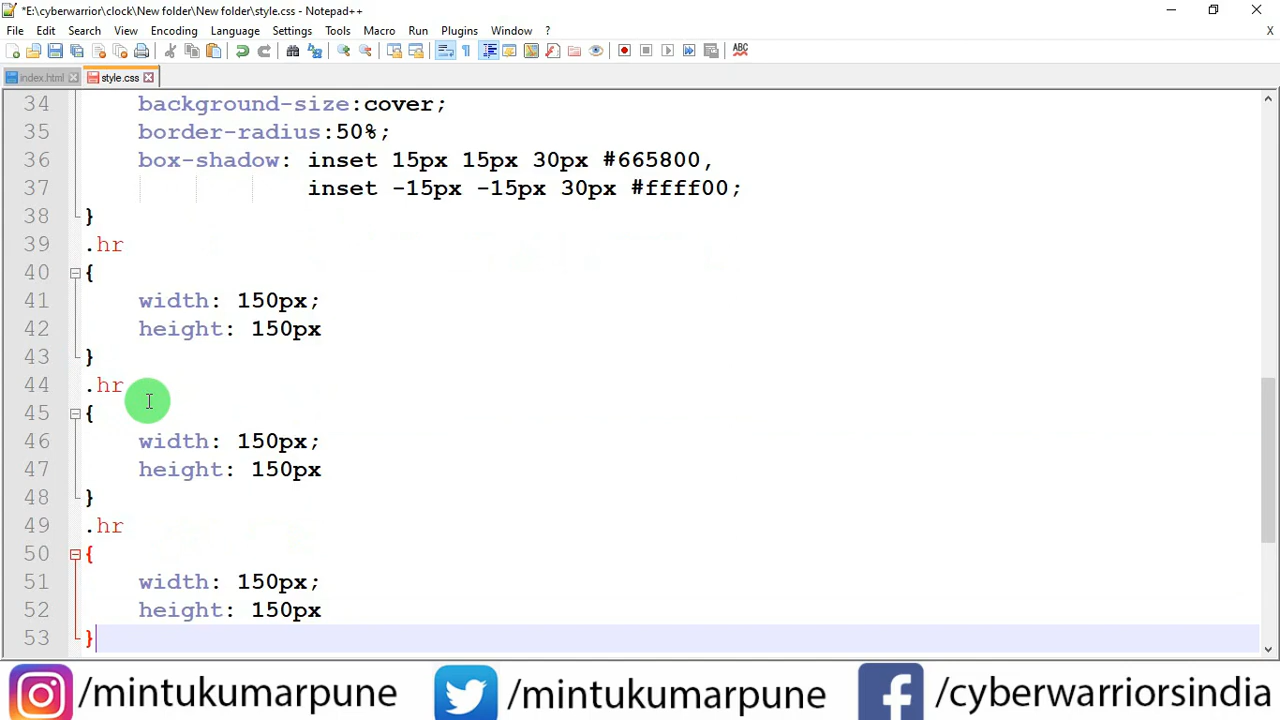 *E:\cyberwarrior\clock\New folder\New folder\style.css - Notepad++
File Edit Search View Encoding Language Settings Tools Macro Run Plugins Window ? X
ABC
index.html style.css
34 background-size:cover;
35 border-radius:50%;
36 box-shadow: inset 15px 15px 30px #665800,
37 inset -15px -15px 30px #ffff00;
38 }
39 .hr
40 {
41 width: 150px;
42 height: 150px
43 }
44 .hr
45 {
46 width: 150px;
47 height: 150px
48 }
49 .hr
50 {
51 width: 150px;
52 height: 150px
53 }
/mintukumarpune /mintukumarpune /cyberwarriorsindia